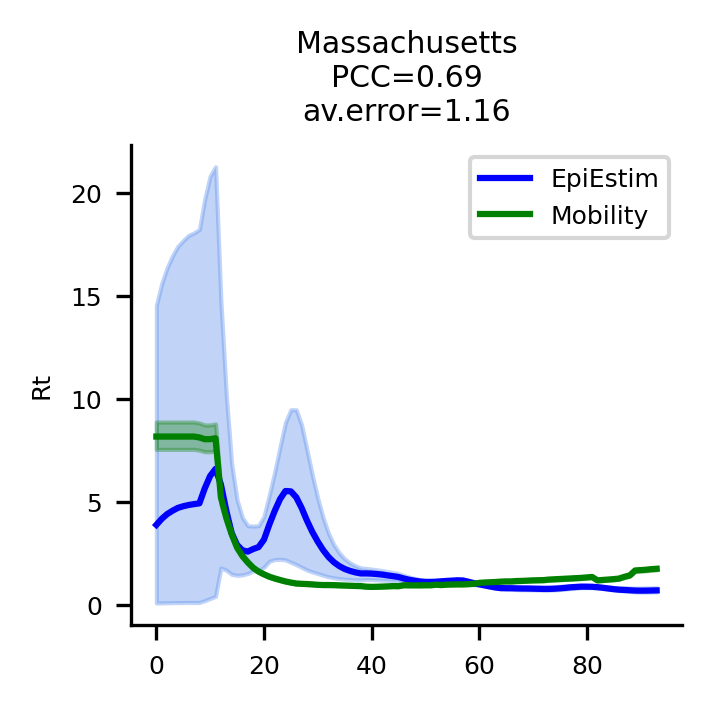 Massachusetts
PCC=0.69
av.error=1.16
EpiEstim
Mobility
Rt
20
15
10
5
0
0 20 40 60 80